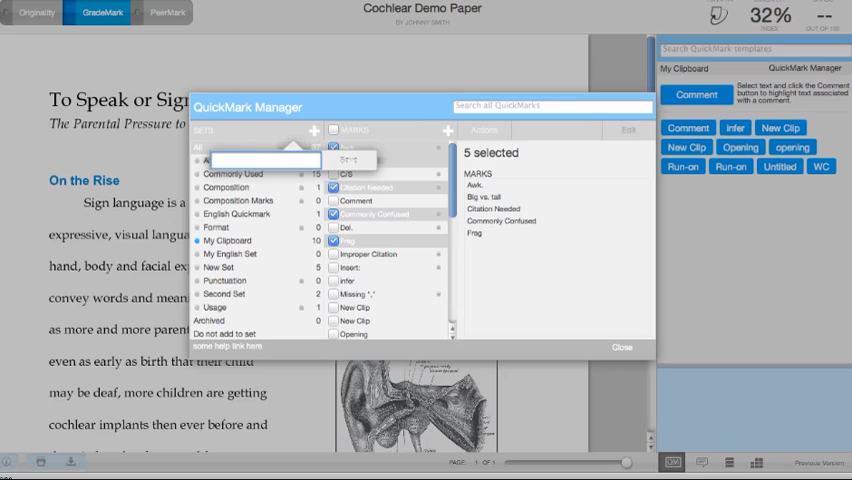 Originality GradeMark PeerMark
Cochlear Demo Paper
BY JOHNNY SMITH
32%
INDEX
--
OUT OF 100
Search QuickMark templates
My Clipboard QuickMark Manager
Comment
Select text and click the Comment
button to highlight text associated
with a comment.
Comment infer New Clip
New Clip Opening opening
Run-on Run-on Untitled WC
To Speak or Sig
The Parental Pressure to
On the Rise
Sign language is a
expressive, visual langua
hand, body and facial ex
convey words and mean
as more and more paren
even as early as birth that their child
may be deaf, more children are getting
cochlear implants then ever before and
QuickMark Manager
Search all QuickMarks
SETS + MARKS + Actions Edit
All
Save
Commonly Used 15
Composition 1
Composition Marks 0
English Quickmark 1
Format 0
My Clipboard 10
My English Set 0
New Set 5
Punctuation 0
Second Set 2
Usage 1
Archived 0
Do not add to set
Awk.
C/S
Citation Needed
Comment
Commonly Confused
Del.
Frag
Improper Citation
Insert:
infer
Missing ","
New Clip
New Clip
Opening
5 selected
MARKS
Awk.
Big vs. tall
Citation Needed
Commonly Confused
Frag
some help link here
Close
PAGE: 1 OF 1
QM
Previous Version